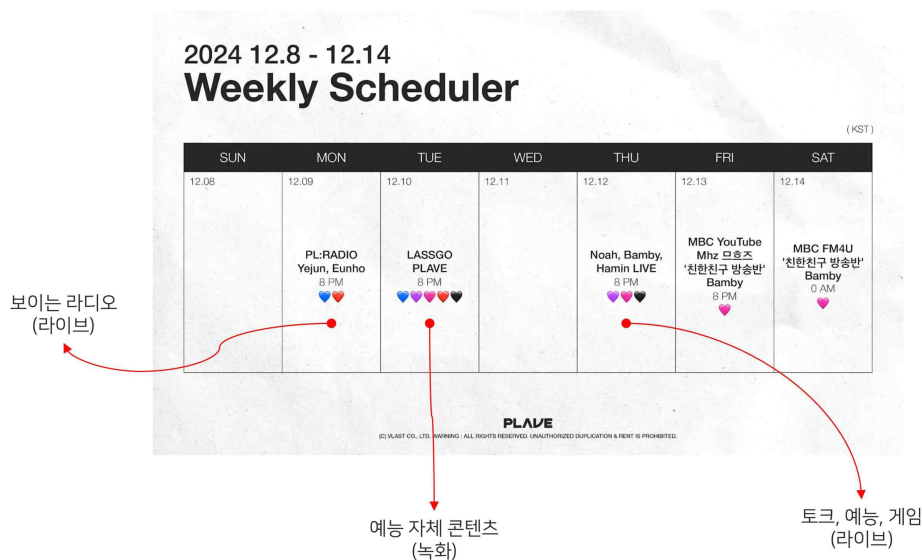 2024 12.8 - 12.14
Weekly Scheduler
( KST )
SUN MON TUE WED THU FRI SAT
12.08 12.09 12.10 12.11 12.12 12.13 12.14
PL:RADIO
Yejun, Eunho
8 PM
💙❤️
LASSGO
PLAVE
8 PM
💙💜💗❤️🖤
Noah, Bamby,
Hamin LIVE
8 PM
💜💗🖤
MBC YouTube
Mhz 므흐즈
'친한친구 방송반'
Bamby
8 PM
💗
MBC FM4U
'친한친구 방송반'
Bamby
0 AM
💗
보이는 라디오
(라이브)
PLAVE
(C) VLAST CO., LTD. WARNING : ALL RIGHTS RESERVED. UNAUTHORIZED DUPLICATION & RENT IS PROHIBITED.
예능 자체 콘텐츠
(녹화)
토크, 예능, 게임
(라이브)